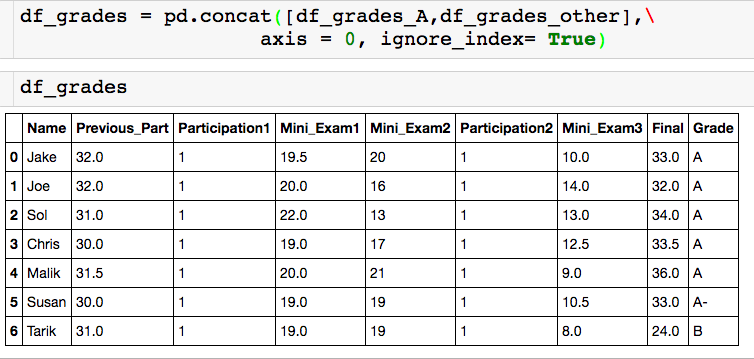 df_grades = pd.concat([df_grades_A,df_grades_other],\
axis = 0, ignore_index= True)
df_grades
Name Previous_Part Participation1 Mini_Exam1 Mini_Exam2 Participation2 Mini_Exam3 Final Grade
0 Jake 32.0 1 19.5 20 1 10.0 33.0 A
1 Joe 32.0 1 20.0 16 1 14.0 32.0 A
2 Sol 31.0 1 22.0 13 1 13.0 34.0 A
3 Chris 30.0 1 19.0 17 1 12.5 33.5 A
4 Malik 31.5 1 20.0 21 1 9.0 36.0 A
5 Susan 30.0 1 19.0 19 1 10.5 33.0 A-
6 Tarik 31.0 1 19.0 19 1 8.0 24.0 B